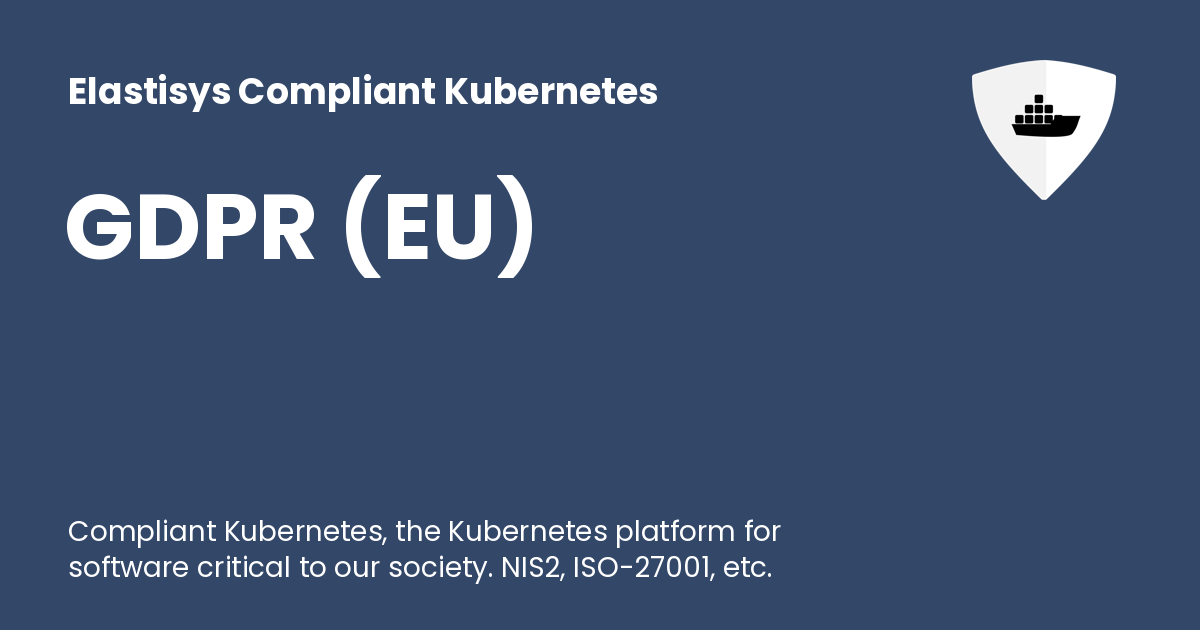 Elastisys Compliant Kubernetes
GDPR (EU)
Compliant Kubernetes, the Kubernetes platform for
software critical to our society. NIS2, ISO-27001, etc.